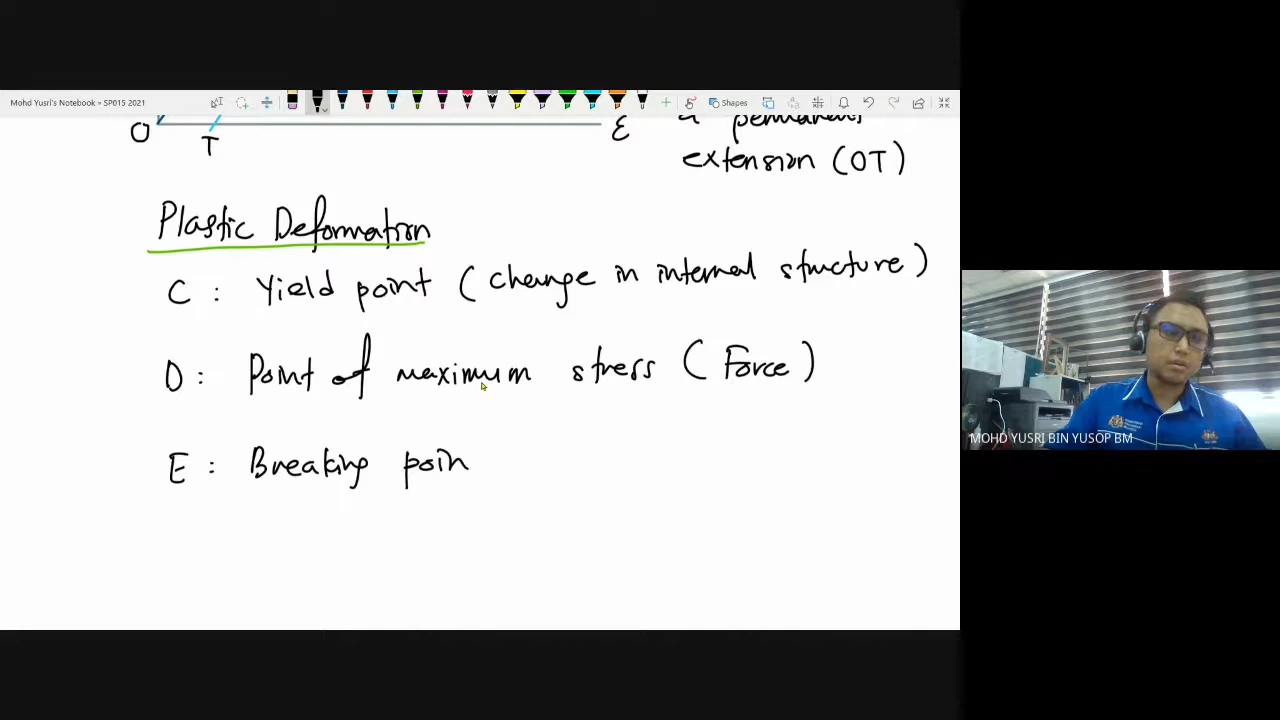 Mohd Yusri's Notebook » SP015 2021
Shapes
O T ε
a permanent
extension (OT)
Plastic Deformation
C : Yield point (change in internal structure)
D : Point of maximum stress (Force)
E : Breaking poin
MOHD YUSRI BIN YUSOP BM